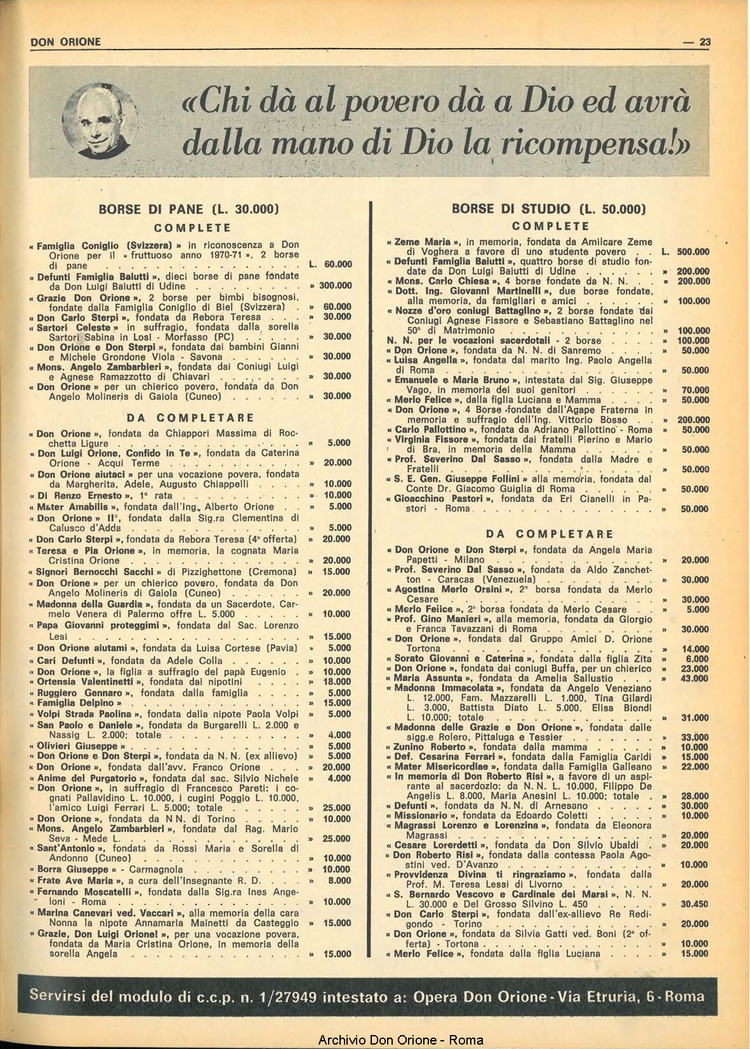 DON ORIONE
— 23
«Chi dà al povero dà a Dio ed avrà
dalla mano di Dio la ricompensa!»
BORSE DI PANE (L. 30.000)
COMPLETE
« Famiglia Coniglio (Svizzera) » in riconoscenza a Don
Orione per il « fruttuoso anno 1970-71 », 2 borse
di pane . . . . . . . . . . . L. 60.000
« Defunti Famiglia Baiutti », dieci borse di pane fondate
da Don Luigi Baiutti di Udine . . . . . . » 300.000
« Grazie Don Orione », 2 borse per bimbi bisognosi,
fondate dalla Famiglia Coniglio di Biel (Svizzera) . » 60.000
« Don Carlo Sterpi », fondata da Rebora Teresa . . » 30.000
« Sartori Celeste » in suffragio, fondata dalla sorella
Sartori Sabina in Losi - Morfasso (PC) . . . . » 30.000
« Don Orione e Don Sterpi » fondata dai bambini Gianni
e Michele Grondone Viola - Savona . . . . » 30.000
« Mons. Angelo Zambarbieri », fondata dai Coniugi Luigi
e Agnese Ramazzotto di Chiavari . . . . . » 30.000
« Don Orione » per un chierico povero, fondata da Don
Angelo Molineris di Gaiola (Cuneo) . . . . » 30.000
DA COMPLETARE
« Don Orione », fondata da Chiappori Massima di Roc-
chetta Ligure . . . . . . . . . » 5.000
« Don Luigi Orione, Confido in Te », fondata da Caterina
Orione - Acqui Terme . . . . . . . » 20.000
« Don Orione aiutaci » per una vocazione povera, fondata
da Margherita, Adele, Augusto Chiappelli . . . » 10.000
« Di Renzo Ernesto », 1ª rata . . . . . . » 10.000
« Mater Amabilis », fondata dall'Ing. Alberto Orione . . » 5.000
« Don Orione » II°, fondata dalla Sig.ra Clementina di
Calusco d'Adda . . . . . . . . . » 5.000
« Don Carlo Sterpi », fondata da Rebora Teresa (4ª offerta) » 20.000
« Teresa e Pia Orione », in memoria, la cognata Maria
Cristina Orione . . . . . . . . . » 20.000
« Signori Bernocchi Sacchi » di Pizzighettone (Cremona) » 15.000
« Don Orione » per un chierico povero, fondata da Don
Angelo Molineris di Gaiola (Cuneo) . . . . » 20.000
« Madonna della Guardia », fondata da un Sacerdote, Car-
melo Venera di Palermo offre L. 5.000 . . . . » 10.000
« Papa Giovanni proteggimi », fondata dal Sac. Lorenzo
Lesi . . . . . . . . . . . » 15.000
« Don Orione aiutami », fondata da Luisa Cortese (Pavia) » 5.000
« Cari Defunti », fondata da Adele Colla . . . . » 10.000
« Don Orione », la figlia a suffragio del papà Eugenio . » 10.000
« Ortensia Valentinetti », fondata dai nipotini . . . » 18.000
« Ruggiero Gennaro », fondata dalla famiglia . . . » 5.000
« Famiglia Delpino » . . . . . . . . » 15.000
« Volpi Strada Paolina », fondata dalla nipote Paola Volpi » 5.000
« San Paolo e Daniele », fondata da Burgarelli L. 2.000 e
Nassig L. 2.000; totale . . . . . . . » 4.000
« Olivieri Giuseppe » . . . . . . . . » 5.000
« Don Orione e Don Sterpi », fondata da N.N. (ex allievo) » 5.000
« Don Orione », fondata dall'avv. Franco Orione . . . » 20.000
« Anime del Purgatorio », fondata dal sac. Silvio Nichele » 4.000
« Don Orione », in suffragio di Francesco Pareti: i co-
gnati Pallavidino L. 10.000, i cugini Poggio L. 10.000,
l'amico Luigi Ferrari L. 5.000; totale . . . . » 25.000
« Don Orione », fondata da N N. di Torino . . . . » 10.000
« Mons. Angelo Zambarbieri », fondata dal Rag. Mario
Seva - Mede L. . . . . . . . . . » 25.000
« Sant'Antonio », fondata da Rossi Maria e Sorella di
Andonno (Cuneo) . . . . . . . . » 10.000
« Borra Giuseppe » - Carmagnola . . . . . » 10.000
« Frate Ave Maria », a cura dell'Insegnante R. D. . . » 8.000
« Fernando Moscatelli », fondata dalla Sig.ra Ines Ange-
loni - Roma . . . . . . . . . . » 10.000
« Marina Canevari ved. Vaccari », alla memoria della cara
Nonna la nipote Annamaria Mainetti da Casteggio » 15.000
« Grazie, Don Luigi Orione! », per una vocazione povera,
fondata da Maria Cristina Orione, in memoria della
sorella Angela . . . . . . . . . » 15.000
BORSE DI STUDIO (L. 50.000)
COMPLETE
« Zeme Maria », in memoria, fondata da Amilcare Zeme
di Voghera a favore di uno studente povero . . L. 500.000
« Defunti Famiglia Baiutti », quattro borse di studio fon-
date da Don Luigi Baiutti di Udine . . . . » 200.000
« Mons. Carlo Chiesa », 4 borse fondate da N. N. . . » 200.000
« Dott. Ing. Giovanni Martinelli », due borse fondate,
alla memoria, da famigliari e amici . . . . » 100.000
« Nozze d'oro coniugi Battaglino », 2 borse fondate dai
Coniugi Agnese Fissore e Sebastiano Battaglino nel
50° di Matrimonio . . . . . . . . » 100.000
N. N. per le vocazioni sacerdotali - 2 borse . . . » 100.000
« Don Orione », fondata da N. N. di Sanremo . . . » 50.000
« Luisa Angella », fondata dal marito Ing. Paolo Angella
di Roma . . . . . . . . . . » 50.000
« Emanuele e Maria Bruno », intestata dal Sig. Giuseppe
Vago, in memoria dei suoi genitori . . . . » 70.000
« Merlo Felice », dalla figlia Luciana e Mamma . . . » 50.000
« Don Orione », 4 Borse fondate dall'Agape Fraterna in
memoria e suffragio dell'Ing. Vittorio Bosso . . » 200.000
« Carlo Pallottino », fondata da Adriano Pallottino - Roma » 50.000
« Virginia Fissore », fondata dai fratelli Pierino e Mario
di Bra, in memoria della Mamma . . . . . » 50.000
« Prof. Severino Dal Sasso », fondata dalla Madre e
Fratelli . . . . . . . . . . » 50.000
« S. E. Gen. Giuseppe Follini » alla memoria, fondata dal
Conte Dr. Giacomo Guiglia di Roma . . . . » 50.000
« Gioacchino Pastori », fondata da Eri Cianelli in Pa-
stori - Roma . . . . . . . . . » 50.000
DA COMPLETARE
« Don Orione e Don Sterpi », fondata da Angela Maria
Papetti - Milano . . . . . . . . » 20.000
« Prof. Severino Dal Sasso », fondata da Aldo Zanchet-
ton - Caracas (Venezuela) . . . . . . » 30.000
« Agostina Merlo Orsini », 2ª borsa fondata da Merlo
Cesare . . . . . . . . . . » 30.000
« Merlo Felice », 2ª borsa fondata da Merlo Cesare . . » 5.000
« Prof. Gino Manieri », alla memoria, fondata da Giorgio
e Franca Tavazzani di Roma . . . . . . » 30.000
« Don Orione », fondata dal Gruppo Amici D. Orione
Tortona . . . . . . . . . . » 14.000
« Sorato Giovanni e Caterina », fondata dalla figlia Zita » 6.000
« Don Orione », fondata dai coniugi Buffa, per un chierico » 23.000
« Maria Assunta », fondata da Amelia Sallustio . . . » 43.000
« Madonna Immacolata », fondata da Angelo Veneziano
L. 12.000, Fam. Mazzarelli L. 1.000, Tina Gilardi
L. 3.000, Battista Diato L. 5.000, Elisa Biondi
L. 10.000; totale . . . . . . . . » 31.000
« Madonna delle Grazie e Don Orione », fondata dalle
sigg.e Rolero, Pittaluga e Tessier . . . . . » 33.000
« Zunino Roberto », fondata dalla mamma . . . . » 10.000
« Def. Cesarina Ferrari », fondata dalla Famiglia Caridi » 15.000
« Mater Misericordiae », fondata dalla Famiglia Galleano » 22.000
« In memoria di Don Roberto Risi », a favore di un aspi-
rante al sacerdozio: da N.N. L. 10.000, Filippo De
Angelis L. 8.000, Maria Anesini L. 10.000; totale . » 28.000
« Defunti », fondata da N. N. di Arnesano . . . . » 30.000
« Missionario », fondata da Edoardo Coletti . . . . » 10.000
« Magrassi Lorenzo e Lorenzina », fondata da Eleonora
Magrassi . . . . . . . . . . » 20.000
« Cesare Lorerdetti », fondata da Don Silvio Ubaldi . » 20.000
« Don Roberto Risi », fondata dalla contessa Paola Ago-
stini ved. D'Avanzo . . . . . . . . » 10.000
« Provvidenza Divina ti ringraziamo », fondata dalla
Prof. M. Teresa Lessi di Livorno . . . . . » 20.000
« S. Bernardo Vescovo e Cardinale dei Marsi », N. N.
L. 30.000 e Del Grosso Silvino L. 450 . . . . » 30.450
« Don Carlo Sterpi », fondata dall'ex-allievo Re Redi-
gondo - Torino . . . . . . . . . » 20.000
« Don Orione », fondata da Silvia Gatti ved. Boni (2ª of-
ferta) - Tortona . . . . . . . . » 10.000
« Merlo Felice », fondata dalla figlia Luciana . . . » 15.000
Servirsi del modulo di c.c.p. n. 1/27949 intestato a: Opera Don Orione - Via Etruria, 6 - Roma
Archivio Don Orione - Roma